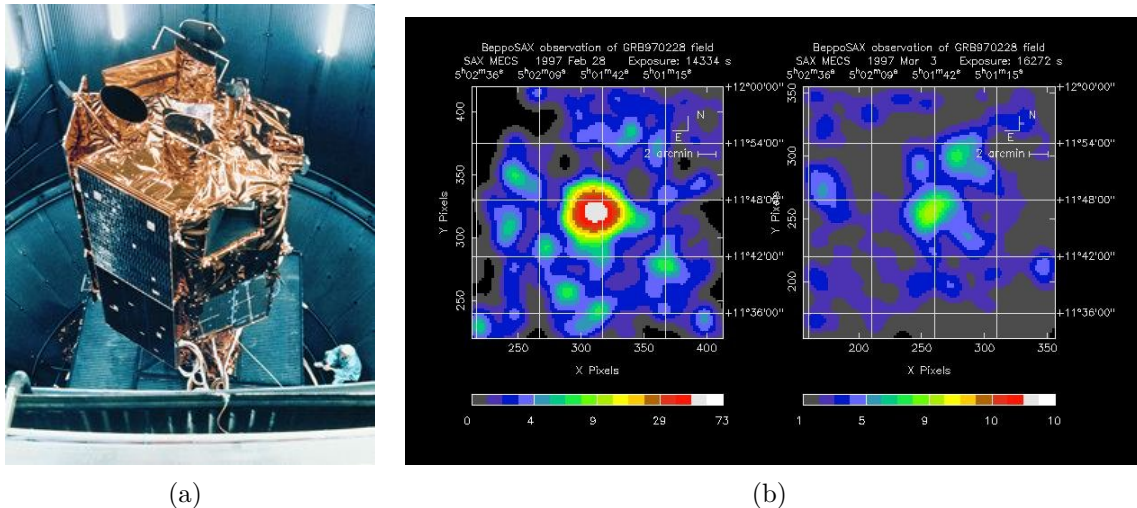 BeppoSAX observation of GRB970228 field
SAX MECS 1997 Feb 28 Exposure: 14334 s
5ʰ02ᵐ36ˢ 5ʰ02ᵐ09ˢ 5ʰ01ᵐ42ˢ 5ʰ01ᵐ15ˢ
+12°00'00"
400
N
E
+11°54'00"
2 arcmin
350
+11°48'00"
Y Pixels
300
+11°42'00"
250
+11°36'00"
250 300 350 400
X Pixels
0 4 9 29 73
BeppoSAX observation of GRB970228 field
SAX MECS 1997 Mar 3 Exposure: 16272 s
5ʰ02ᵐ36ˢ 5ʰ02ᵐ09ˢ 5ʰ01ᵐ42ˢ 5ʰ01ᵐ15ˢ
350
+12°00'00"
N
E
300
+11°54'00"
2 arcmin
+11°48'00"
Y Pixels
250
+11°42'00"
200
+11°36'00"
200 250 300 350
X Pixels
1 5 9 10 10
(a)
(b)